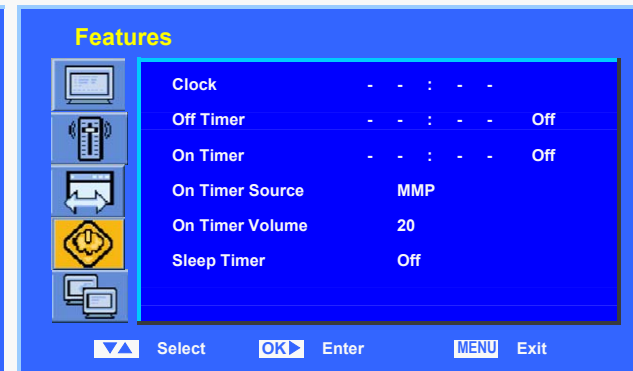 Features
Clock - - : - -
Off Timer - - : - - Off
On Timer - - : - - Off
On Timer Source MMP
On Timer Volume 20
Sleep Timer Off
▼▲ Select OK▶ Enter MENU Exit